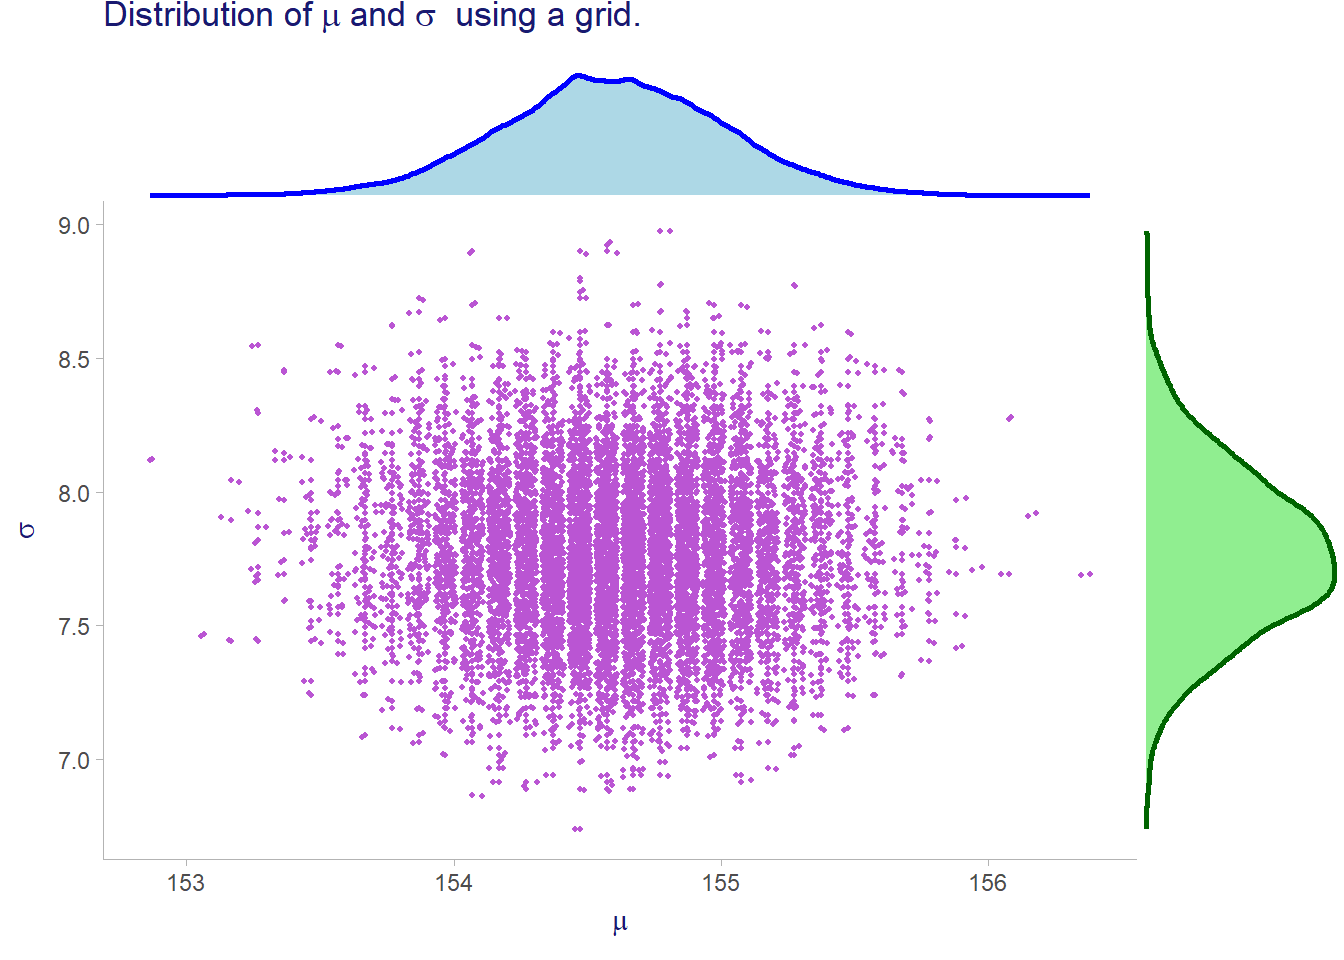 Distribution of μ and σ  using a grid.
9.0
8.5
8.0
7.5
7.0
σ
153 154 155 156
μ